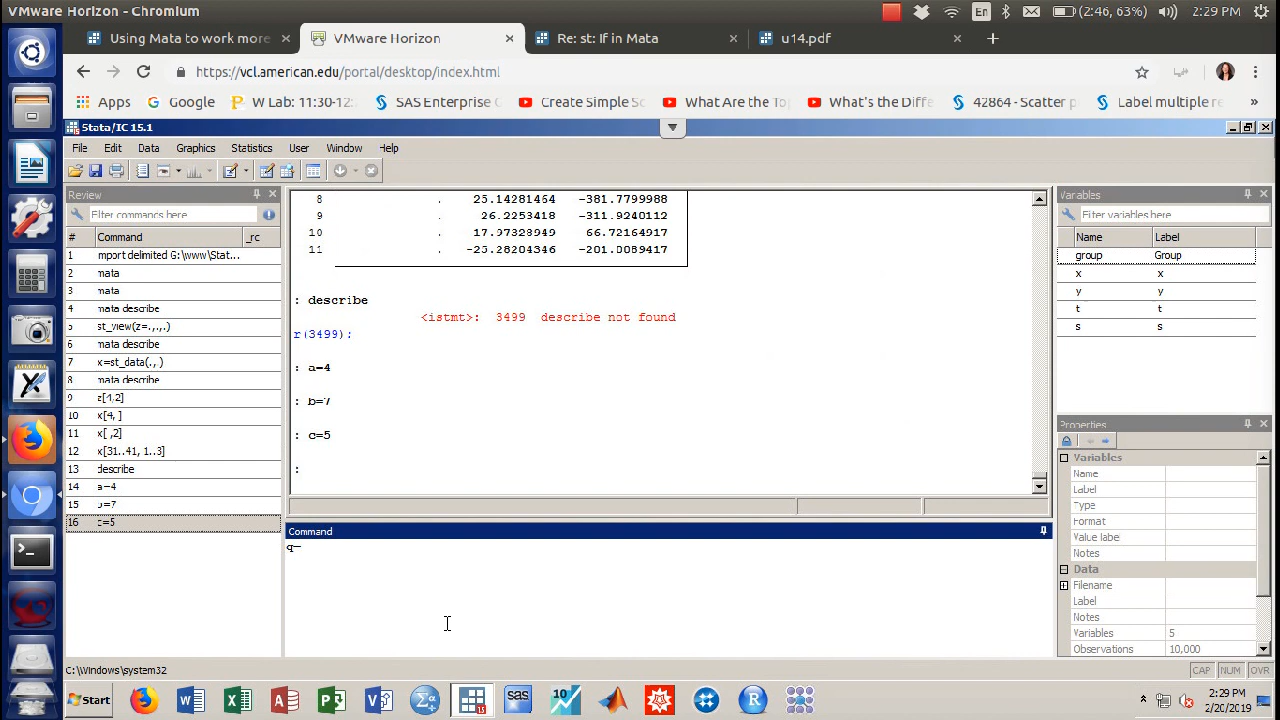 VMware Horizon - Chromium
En
(2:46, 63%)
2:29 PM
Using Mata to work more
VMware Horizon
Re: st: If in Mata
u14.pdf
https://vcl.american.edu/portal/desktop/index.html
Apps
Google
W Lab: 11:30-12:
SAS Enterprise G
Create Simple Sc
What Are the Top
What's the Diffe
42864 - Scatter p
Label multiple re
»
Stata/IC 15.1
File Edit Data Graphics Statistics User Window Help
Review
Filter commands here
# Command _rc
1 import delimited G:\www\Stat...
2 mata
3 mata
4 mata describe
5 st_view(z=.,.,.)
6 mata describe
7 x=st_data(., .)
8 mata describe
9 z[4,2]
10 x[4, ]
11 x[ ,2]
12 x[31..41, 1..3]
13 describe
14 a=4
15 b=7
16 c=5
8 . 25.14281464 -381.7799988
9 . 26.2253418 -311.9240112
10 . 17.97328949 66.72164917
11 . -25.28204346 -201.0089417
: describe
<istmt>: 3499 describe not found
r(3499);
: a=4
: b=7
: c=5
:
Command
q=
Variables
Filter variables here
Name Label
group Group
x x
y y
t t
s s
Properties
Variables
Name
Label
Type
Format
Value label
Notes
Data
Filename
Label
Notes
Variables 5
Observations 10,000
C:\Windows\system32
CAP NUM OVR
Start
2:29 PM
2/20/2019